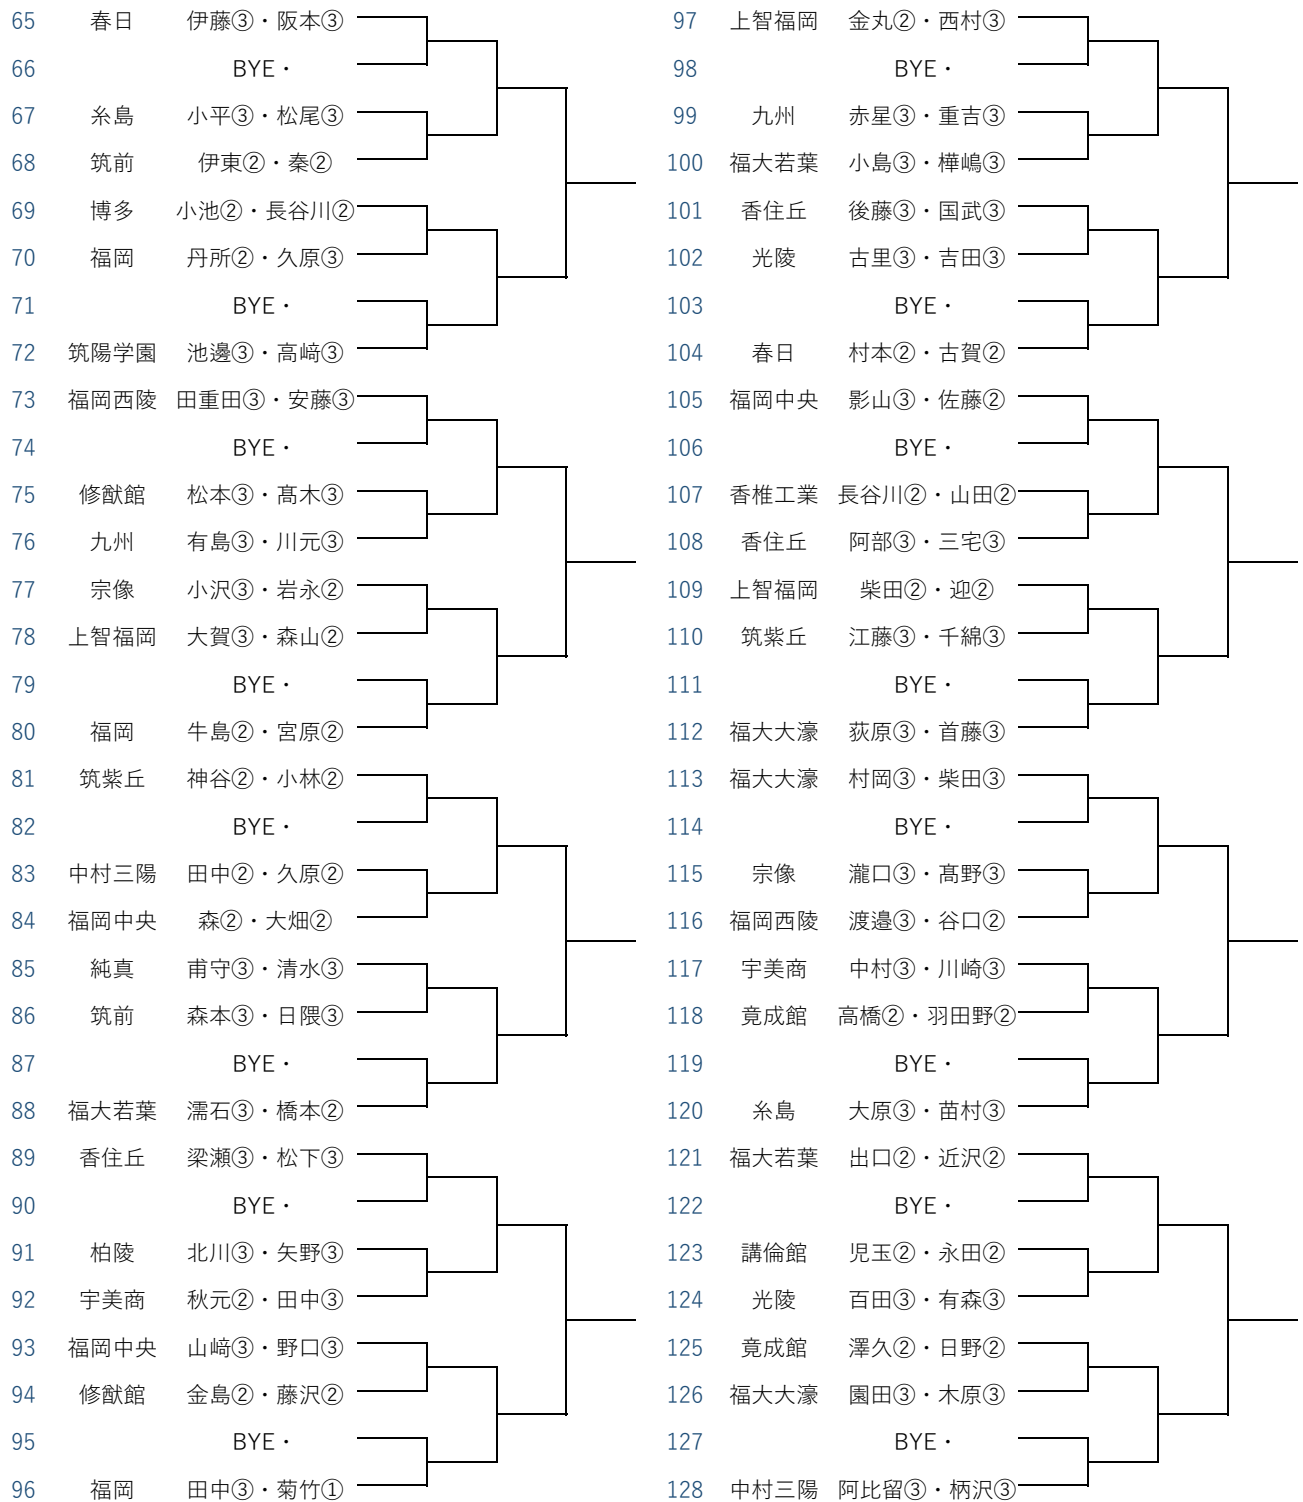 65 春日 伊藤③・阪本③
66 BYE・
67 糸島 小平③・松尾③
68 筑前 伊東②・秦②
69 博多 小池②・長谷川②
70 福岡 丹所②・久原③
71 BYE・
72 筑陽学園 池邊③・高﨑③
73 福岡西陵 田重田③・安藤③
74 BYE・
75 修猷館 松本③・髙木③
76 九州 有島③・川元③
77 宗像 小沢③・岩永②
78 上智福岡 大賀③・森山②
79 BYE・
80 福岡 牛島②・宮原②
81 筑紫丘 神谷②・小林②
82 BYE・
83 中村三陽 田中②・久原②
84 福岡中央 森②・大畑②
85 純真 甫守③・清水③
86 筑前 森本③・日隈③
87 BYE・
88 福大若葉 濡石③・橋本②
89 香住丘 梁瀬③・松下③
90 BYE・
91 柏陵 北川③・矢野③
92 宇美商 秋元②・田中③
93 福岡中央 山﨑③・野口③
94 修猷館 金島②・藤沢②
95 BYE・
96 福岡 田中③・菊竹①
97 上智福岡 金丸②・西村③
98 BYE・
99 九州 赤星③・重吉③
100 福大若葉 小島③・樺嶋③
101 香住丘 後藤③・国武③
102 光陵 古里③・吉田③
103 BYE・
104 春日 村本②・古賀②
105 福岡中央 影山③・佐藤②
106 BYE・
107 香椎工業 長谷川②・山田②
108 香住丘 阿部③・三宅③
109 上智福岡 柴田②・迎②
110 筑紫丘 江藤③・千綿③
111 BYE・
112 福大大濠 荻原③・首藤③
113 福大大濠 村岡③・柴田③
114 BYE・
115 宗像 瀧口③・髙野③
116 福岡西陵 渡邉③・谷口②
117 宇美商 中村③・川崎③
118 竟成館 高橋②・羽田野②
119 BYE・
120 糸島 大原③・苗村③
121 福大若葉 出口②・近沢②
122 BYE・
123 講倫館 児玉②・永田②
124 光陵 百田③・有森③
125 竟成館 澤久②・日野②
126 福大大濠 園田③・木原③
127 BYE・
128 中村三陽 阿比留③・柄沢③